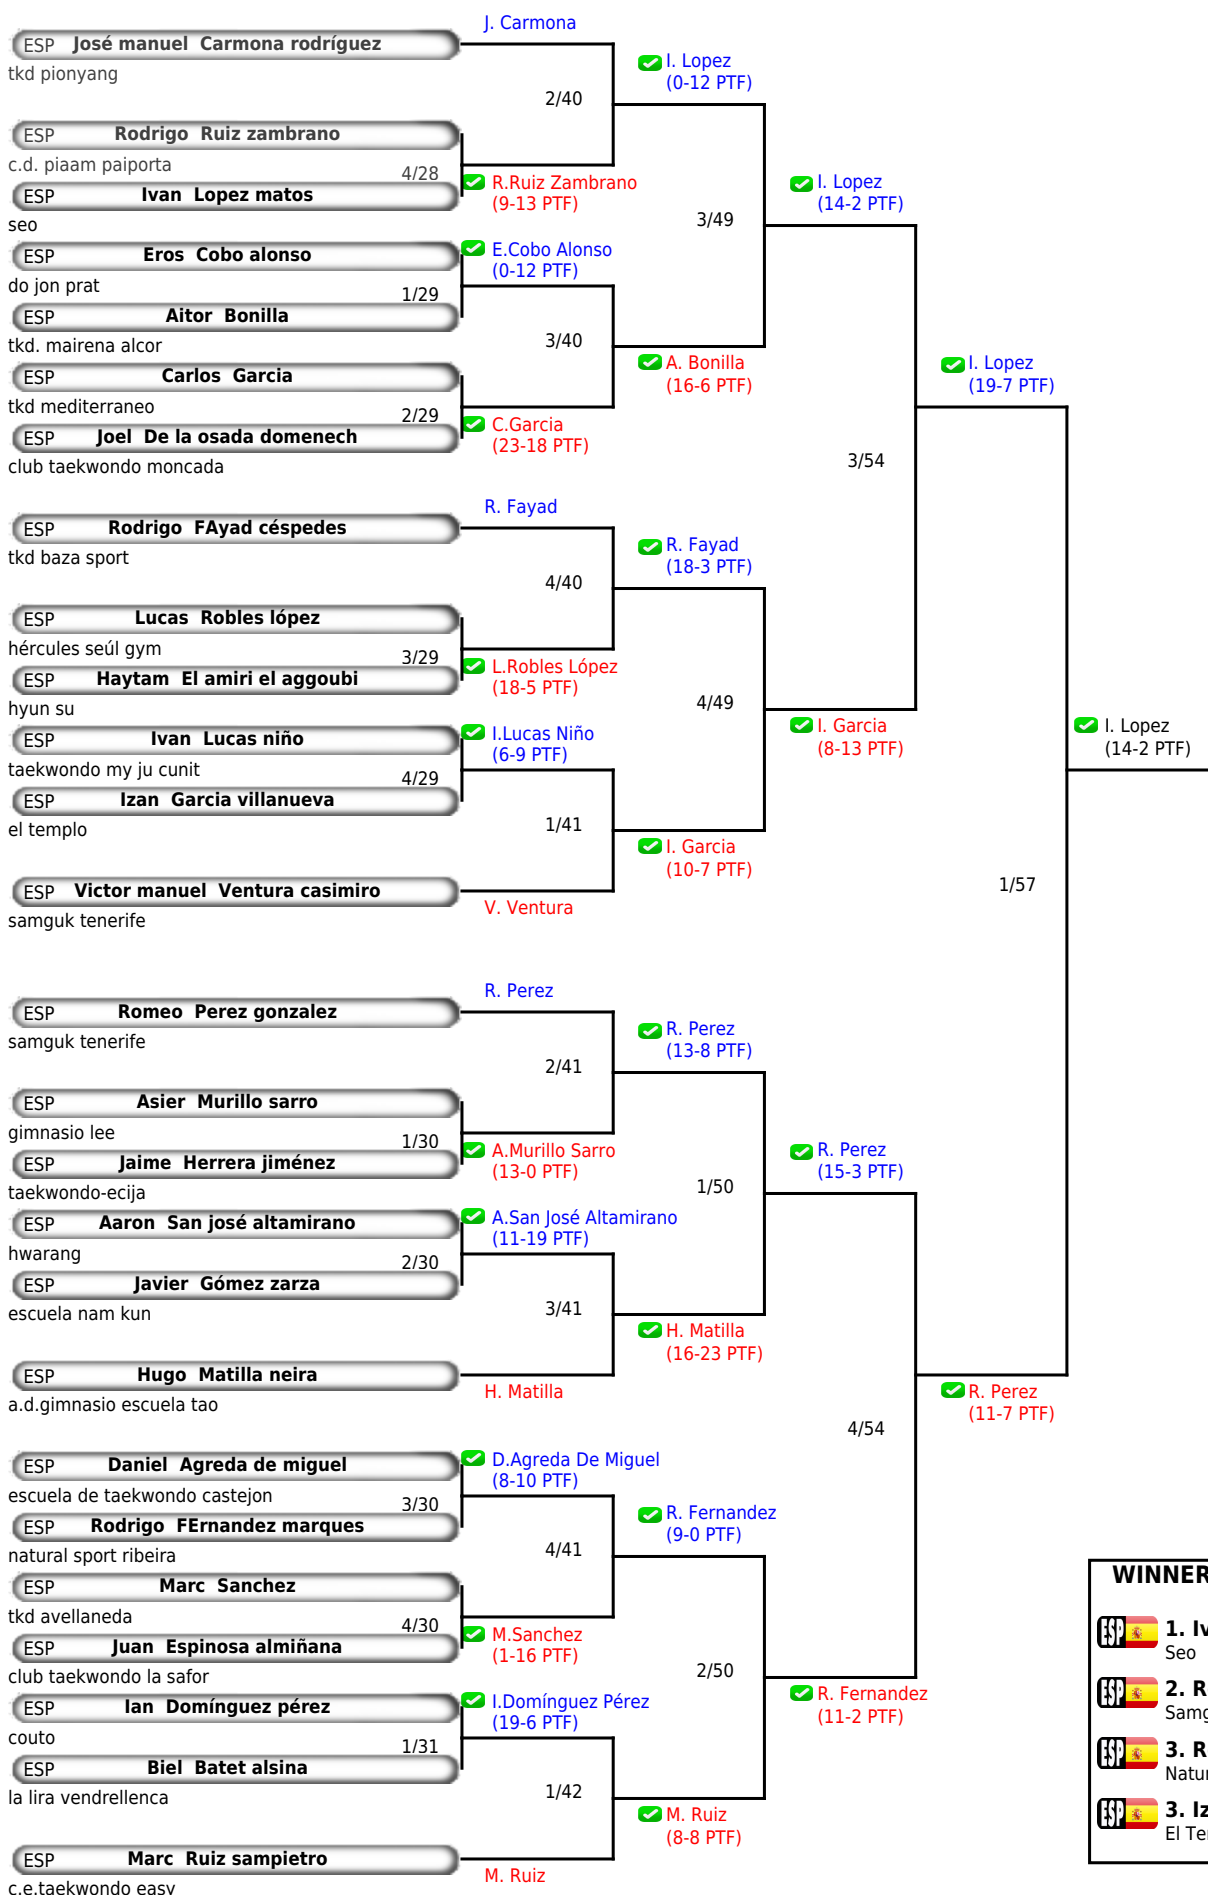 J. Carmona
ESP José manuel Carmona rodríguez
tkd pionyang
I. Lopez
(0-12 PTF)
2/40
ESP Rodrigo Ruiz zambrano
c.d. piaam paiporta
4/28
R.Ruiz Zambrano
(9-13 PTF)
ESP Ivan Lopez matos
seo
I. Lopez
(14-2 PTF)
3/49
ESP Eros Cobo alonso
E.Cobo Alonso
(0-12 PTF)
do jon prat
1/29
ESP Aitor Bonilla
tkd. mairena alcor
3/40
A. Bonilla
(16-6 PTF)
I. Lopez
(19-7 PTF)
ESP Carlos Garcia
tkd mediterraneo
2/29
C.Garcia
(23-18 PTF)
ESP Joel De la osada domenech
club taekwondo moncada
3/54
R. Fayad
ESP Rodrigo FAyad céspedes
tkd baza sport
R. Fayad
(18-3 PTF)
4/40
ESP Lucas Robles lópez
hércules seúl gym
3/29
L.Robles López
(18-5 PTF)
ESP Haytam El amiri el aggoubi
hyun su
4/49
I. Garcia
(8-13 PTF)
I. Lopez
(14-2 PTF)
ESP Ivan Lucas niño
I.Lucas Niño
(6-9 PTF)
taekwondo my ju cunit
4/29
ESP Izan Garcia villanueva
el templo
1/41
I. Garcia
(10-7 PTF)
ESP Victor manuel Ventura casimiro
V. Ventura
samguk tenerife
1/57
R. Perez
ESP Romeo Perez gonzalez
samguk tenerife
R. Perez
(13-8 PTF)
2/41
ESP Asier Murillo sarro
gimnasio lee
1/30
A.Murillo Sarro
(13-0 PTF)
ESP Jaime Herrera jiménez
taekwondo-ecija
R. Perez
(15-3 PTF)
1/50
ESP Aaron San josé altamirano
A.San José Altamirano
(11-19 PTF)
hwarang
2/30
ESP Javier Gómez zarza
escuela nam kun
3/41
H. Matilla
(16-23 PTF)
ESP Hugo Matilla neira
H. Matilla
a.d.gimnasio escuela tao
R. Perez
(11-7 PTF)
4/54
ESP Daniel Agreda de miguel
D.Agreda De Miguel
(8-10 PTF)
escuela de taekwondo castejon
3/30
ESP Rodrigo FErnandez marques
natural sport ribeira
R. Fernandez
(9-0 PTF)
4/41
ESP Marc Sanchez
tkd avellaneda
4/30
M.Sanchez
(1-16 PTF)
ESP Juan Espinosa almiñana
club taekwondo la safor
2/50
R. Fernandez
(11-2 PTF)
ESP Ian Domínguez pérez
I.Domínguez Pérez
(19-6 PTF)
couto
1/31
ESP Biel Batet alsina
la lira vendrellenca
1/42
M. Ruiz
(8-8 PTF)
ESP Marc Ruiz sampietro
M. Ruiz
c.e.taekwondo easy
WINNER
ESP 1. Iv
Seo
ESP 2. R
Samg
ESP 3. R
Natur
ESP 3. Iz
El Te